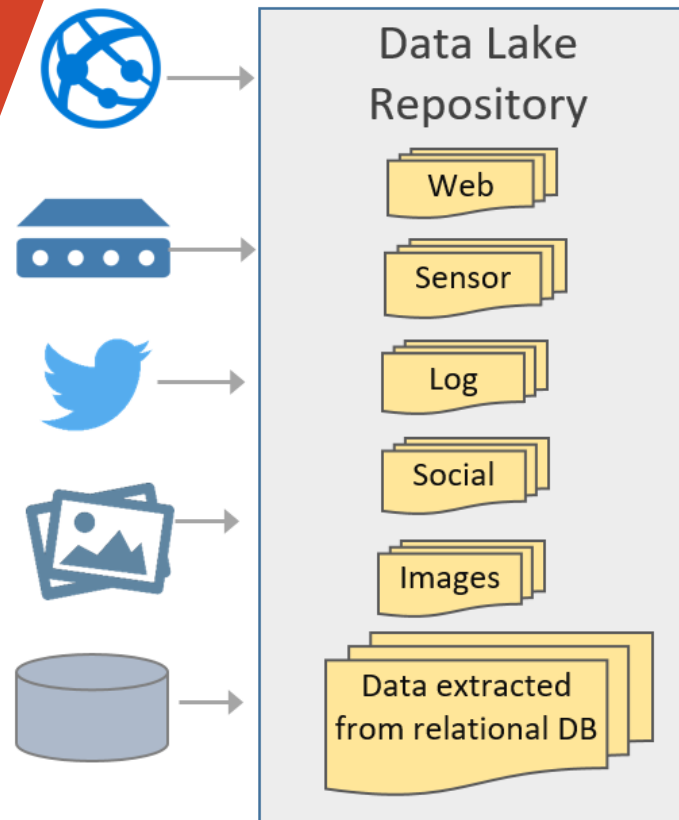 Data Lake
Repository
Web
Sensor
Log
Social
Images
Data extracted
from relational DB